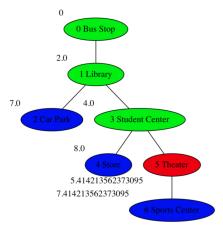 0
0 Bus Stop
2.0
1 Library
7.0
4.0
2 Car Park
3 Student Center
8.0
4 Store
5 Theater
5.414213562373095
7.414213562373095
6 Sports Center